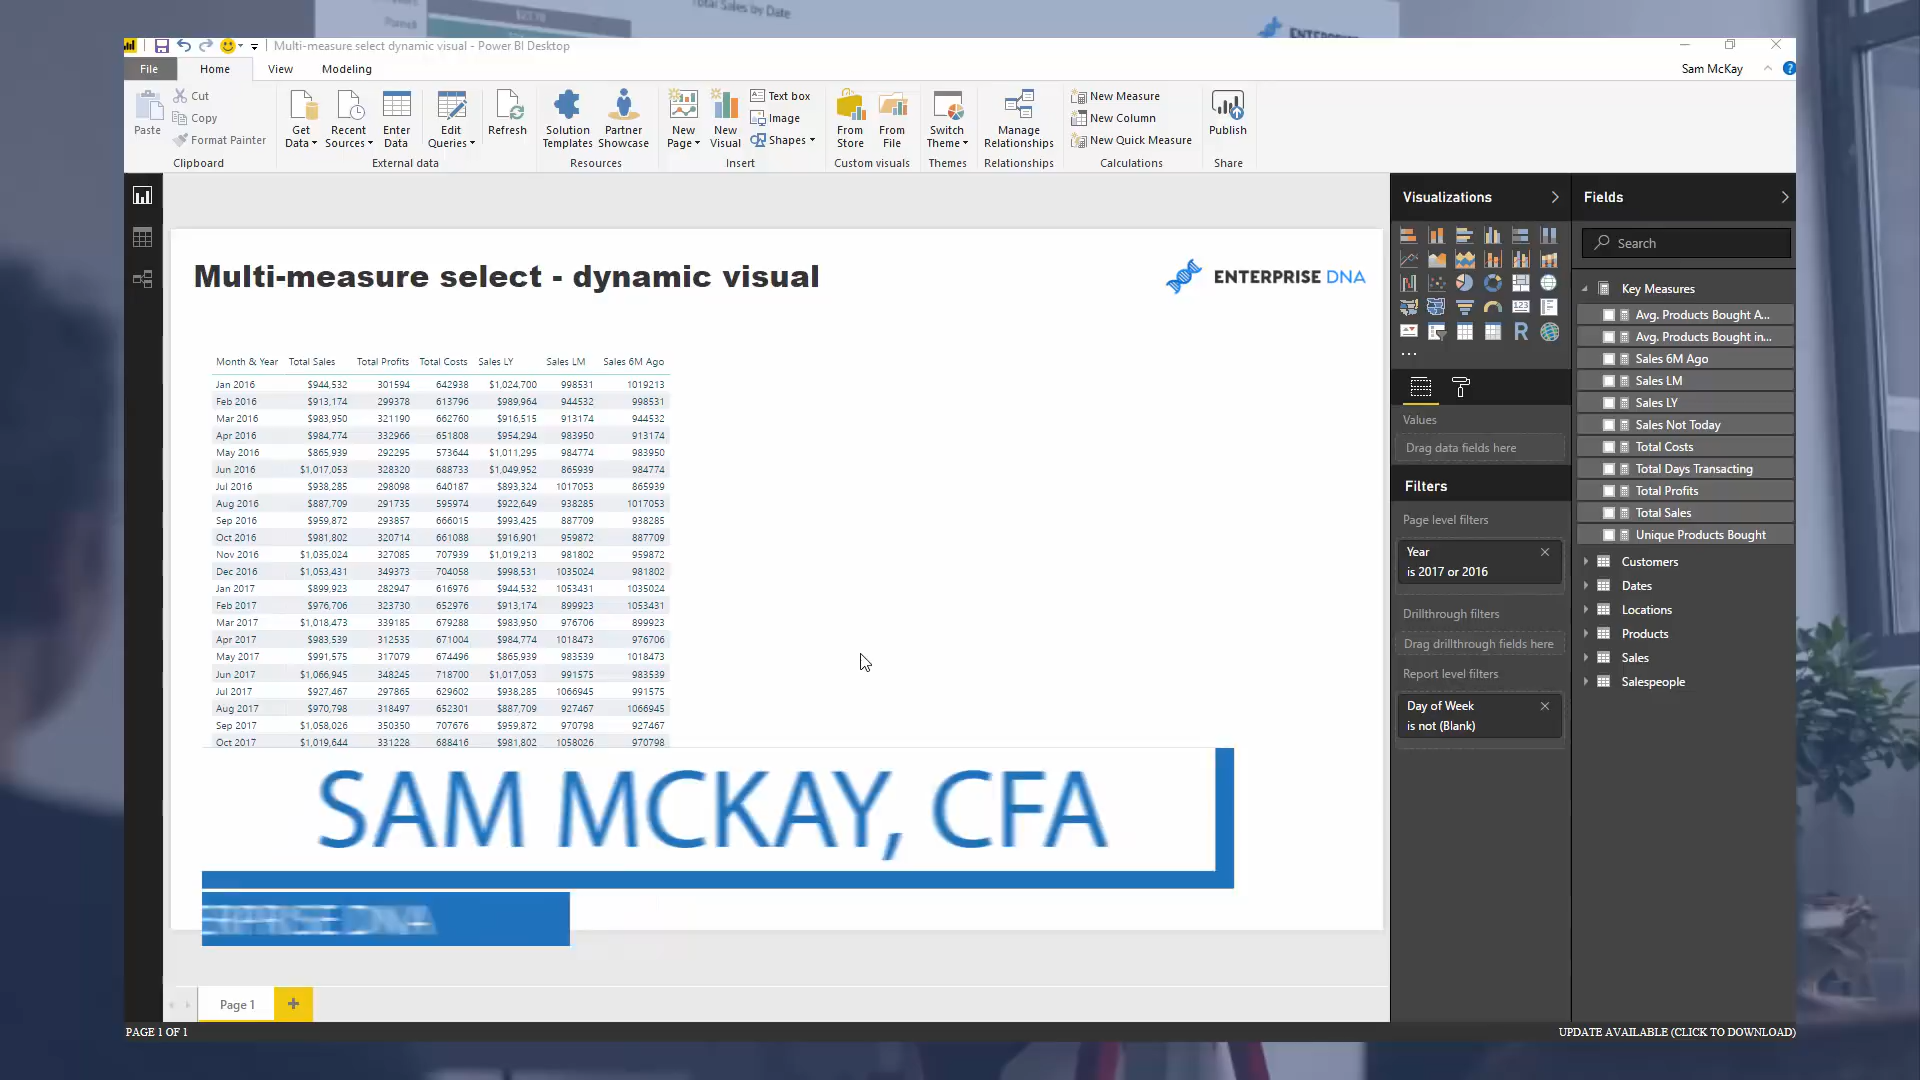 Total Sales by Date
Multi-measure select dynamic visual - Power BI Desktop
File Home View Modeling Sam McKay
Paste Cut Copy Format Painter Clipboard
Get Data Recent Sources Enter Data Edit Queries Refresh External data
Solution Templates Partner Showcase Resources
New Page New Visual Text box Image Shapes Insert
From Store From File Custom visuals
Switch Theme Themes
Manage Relationships Relationships
New Measure New Column New Quick Measure Calculations
Publish Share
Multi-measure select - dynamic visual
ENTERPRISE DNA
Month & Year Total Sales Total Profits Total Costs Sales LY Sales LM Sales 6M Ago
Jan 2016 $944,532 301594 642938 $1,024,700 998531 1019213
Feb 2016 $913,174 299378 613796 $989,964 944532 998531
Mar 2016 $983,950 321190 662760 $916,515 913174 944532
Apr 2016 $984,774 332966 651808 $954,294 983950 913174
May 2016 $865,939 292295 573644 $1,011,295 984774 983950
Jun 2016 $1,017,053 328320 688733 $1,049,952 865939 984774
Jul 2016 $938,285 298098 640187 $893,324 1017053 865939
Aug 2016 $887,709 291735 595974 $922,649 938285 1017053
Sep 2016 $959,872 293857 666015 $993,425 887709 938285
Oct 2016 $981,802 320714 661088 $916,901 959872 887709
Nov 2016 $1,035,024 327085 707939 $1,019,213 981802 959872
Dec 2016 $1,053,431 349373 704058 $998,531 1035024 981802
Jan 2017 $899,923 282947 616976 $944,532 1053431 1035024
Feb 2017 $976,706 323730 652976 $913,174 899923 1053431
Mar 2017 $1,018,473 339185 679288 $983,950 976706 899923
Apr 2017 $983,539 312535 671004 $984,774 1018473 976706
May 2017 $991,575 317079 674496 $865,939 983539 1018473
Jun 2017 $1,066,945 348245 718700 $1,017,053 991575 983539
Jul 2017 $927,467 297865 629602 $938,285 1066945 991575
Aug 2017 $970,798 318497 652301 $887,709 927467 1066945
Sep 2017 $1,058,026 350350 707676 $959,872 970798 927467
Oct 2017 $1,019,644 331228 688416 $981,802 1058026 970798
SAM MCKAY, CFA
Page 1
PAGE 1 OF 1
Visualizations
Values
Drag data fields here
Filters
Page level filters
Year
is 2017 or 2016
Drillthrough filters
Drag drillthrough fields here
Report level filters
Day of Week
is not (Blank)
Fields
Search
Key Measures
Avg. Products Bought A...
Avg. Products Bought in...
Sales 6M Ago
Sales LM
Sales LY
Sales Not Today
Total Costs
Total Days Transacting
Total Profits
Total Sales
Unique Products Bought
Customers
Dates
Locations
Products
Sales
Salespeople
UPDATE AVAILABLE (CLICK TO DOWNLOAD)